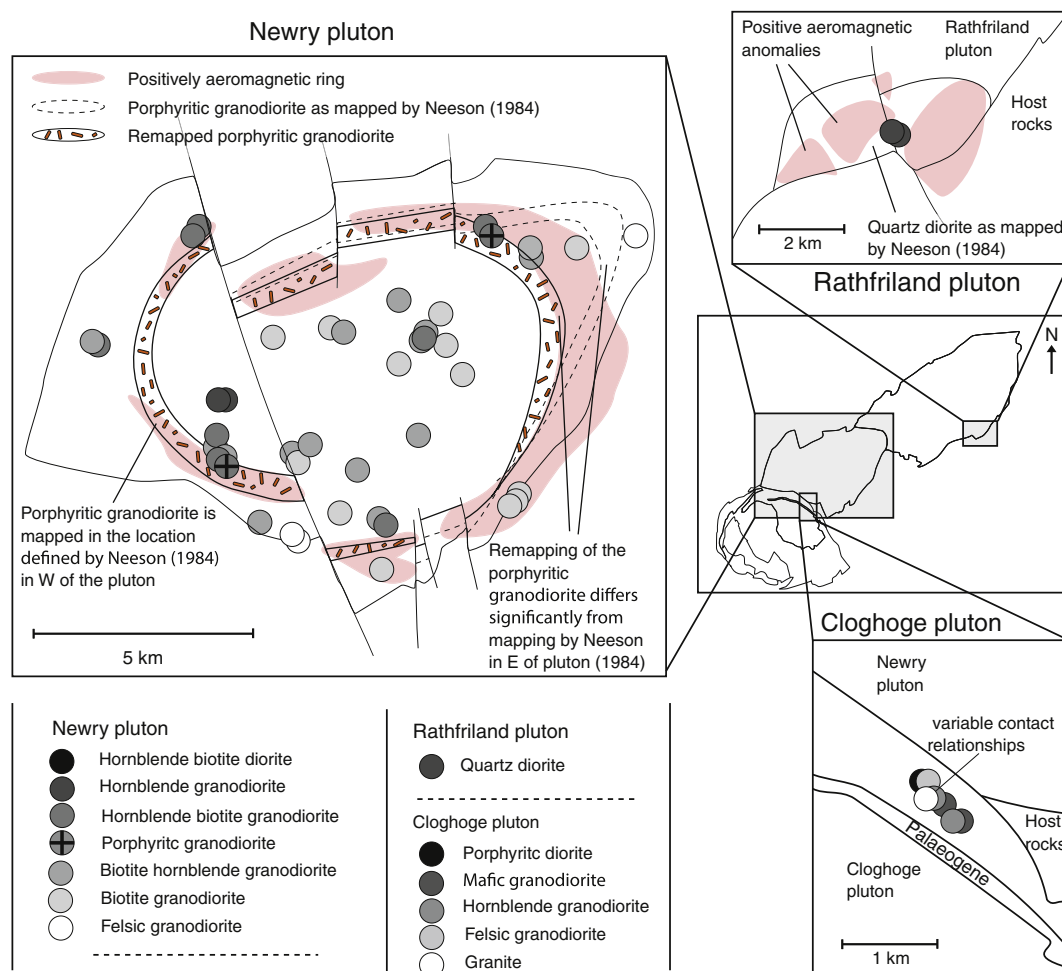 Newry pluton
Positively aeromagnetic ring
Porphyritic granodiorite as mapped by Neeson (1984)
Remapped porphyritic granodiorite
Porphyritic granodiorite is
mapped in the location
defined by Neeson (1984)
in W of the pluton
Remapping of the
porphyritic
granodiorite differs
significantly from
mapping by Neeson
in E of pluton (1984)
5 km
Positive aeromagnetic
anomalies
Rathfriland
pluton
Host
rocks
2 km
Quartz diorite as mapped
by Neeson (1984)
Rathfriland pluton
N
Cloghoge pluton
Newry
pluton
variable contact
relationships
Host
rocks
Palaeogene
Cloghoge
pluton
1 km
Newry pluton
Hornblende biotite diorite
Hornblende granodiorite
Hornblende biotite granodiorite
Porphyritc granodiorite
Biotite hornblende granodiorite
Biotite granodiorite
Felsic granodiorite
Rathfriland pluton
Quartz diorite
Cloghoge pluton
Porphyritc diorite
Mafic granodiorite
Hornblende granodiorite
Felsic granodiorite
Granite